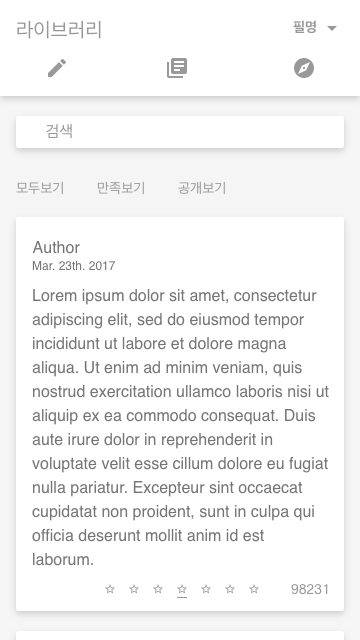 라이브러리
필명
검색
모두보기 만족보기 공개보기
Author
Mar. 23th. 2017
Lorem ipsum dolor sit amet, consectetur
adipiscing elit, sed do eiusmod tempor
incididunt ut labore et dolore magna
aliqua. Ut enim ad minim veniam, quis
nostrud exercitation ullamco laboris nisi ut
aliquip ex ea commodo consequat. Duis
aute irure dolor in reprehenderit in
voluptate velit esse cillum dolore eu fugiat
nulla pariatur. Excepteur sint occaecat
cupidatat non proident, sunt in culpa qui
officia deserunt mollit anim id est
laborum.
98231